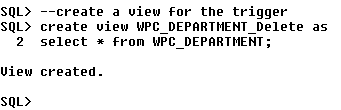 SQL> --create a view for the trigger
SQL> create view WPC_DEPARTMENT_Delete as
2 select * from WPC_DEPARTMENT;
View created.
SQL>